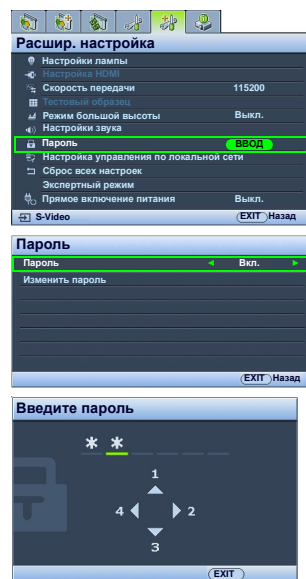 Расшир. настройка
Настройки лампы
Настройка HDMI
Скорость передачи 115200
Тестовый образец
Режим большой высоты Выкл.
Настройки звука
Пароль ВВОД
Настройка управления по локальной сети
Сброс всех настроек
Экспертный режим
Прямое включение питания Выкл.
S-Video EXIT Назад
Пароль
Пароль Вкл.
Изменить пароль
EXIT Назад
Введите пароль
* *
1
4 2
3
EXIT